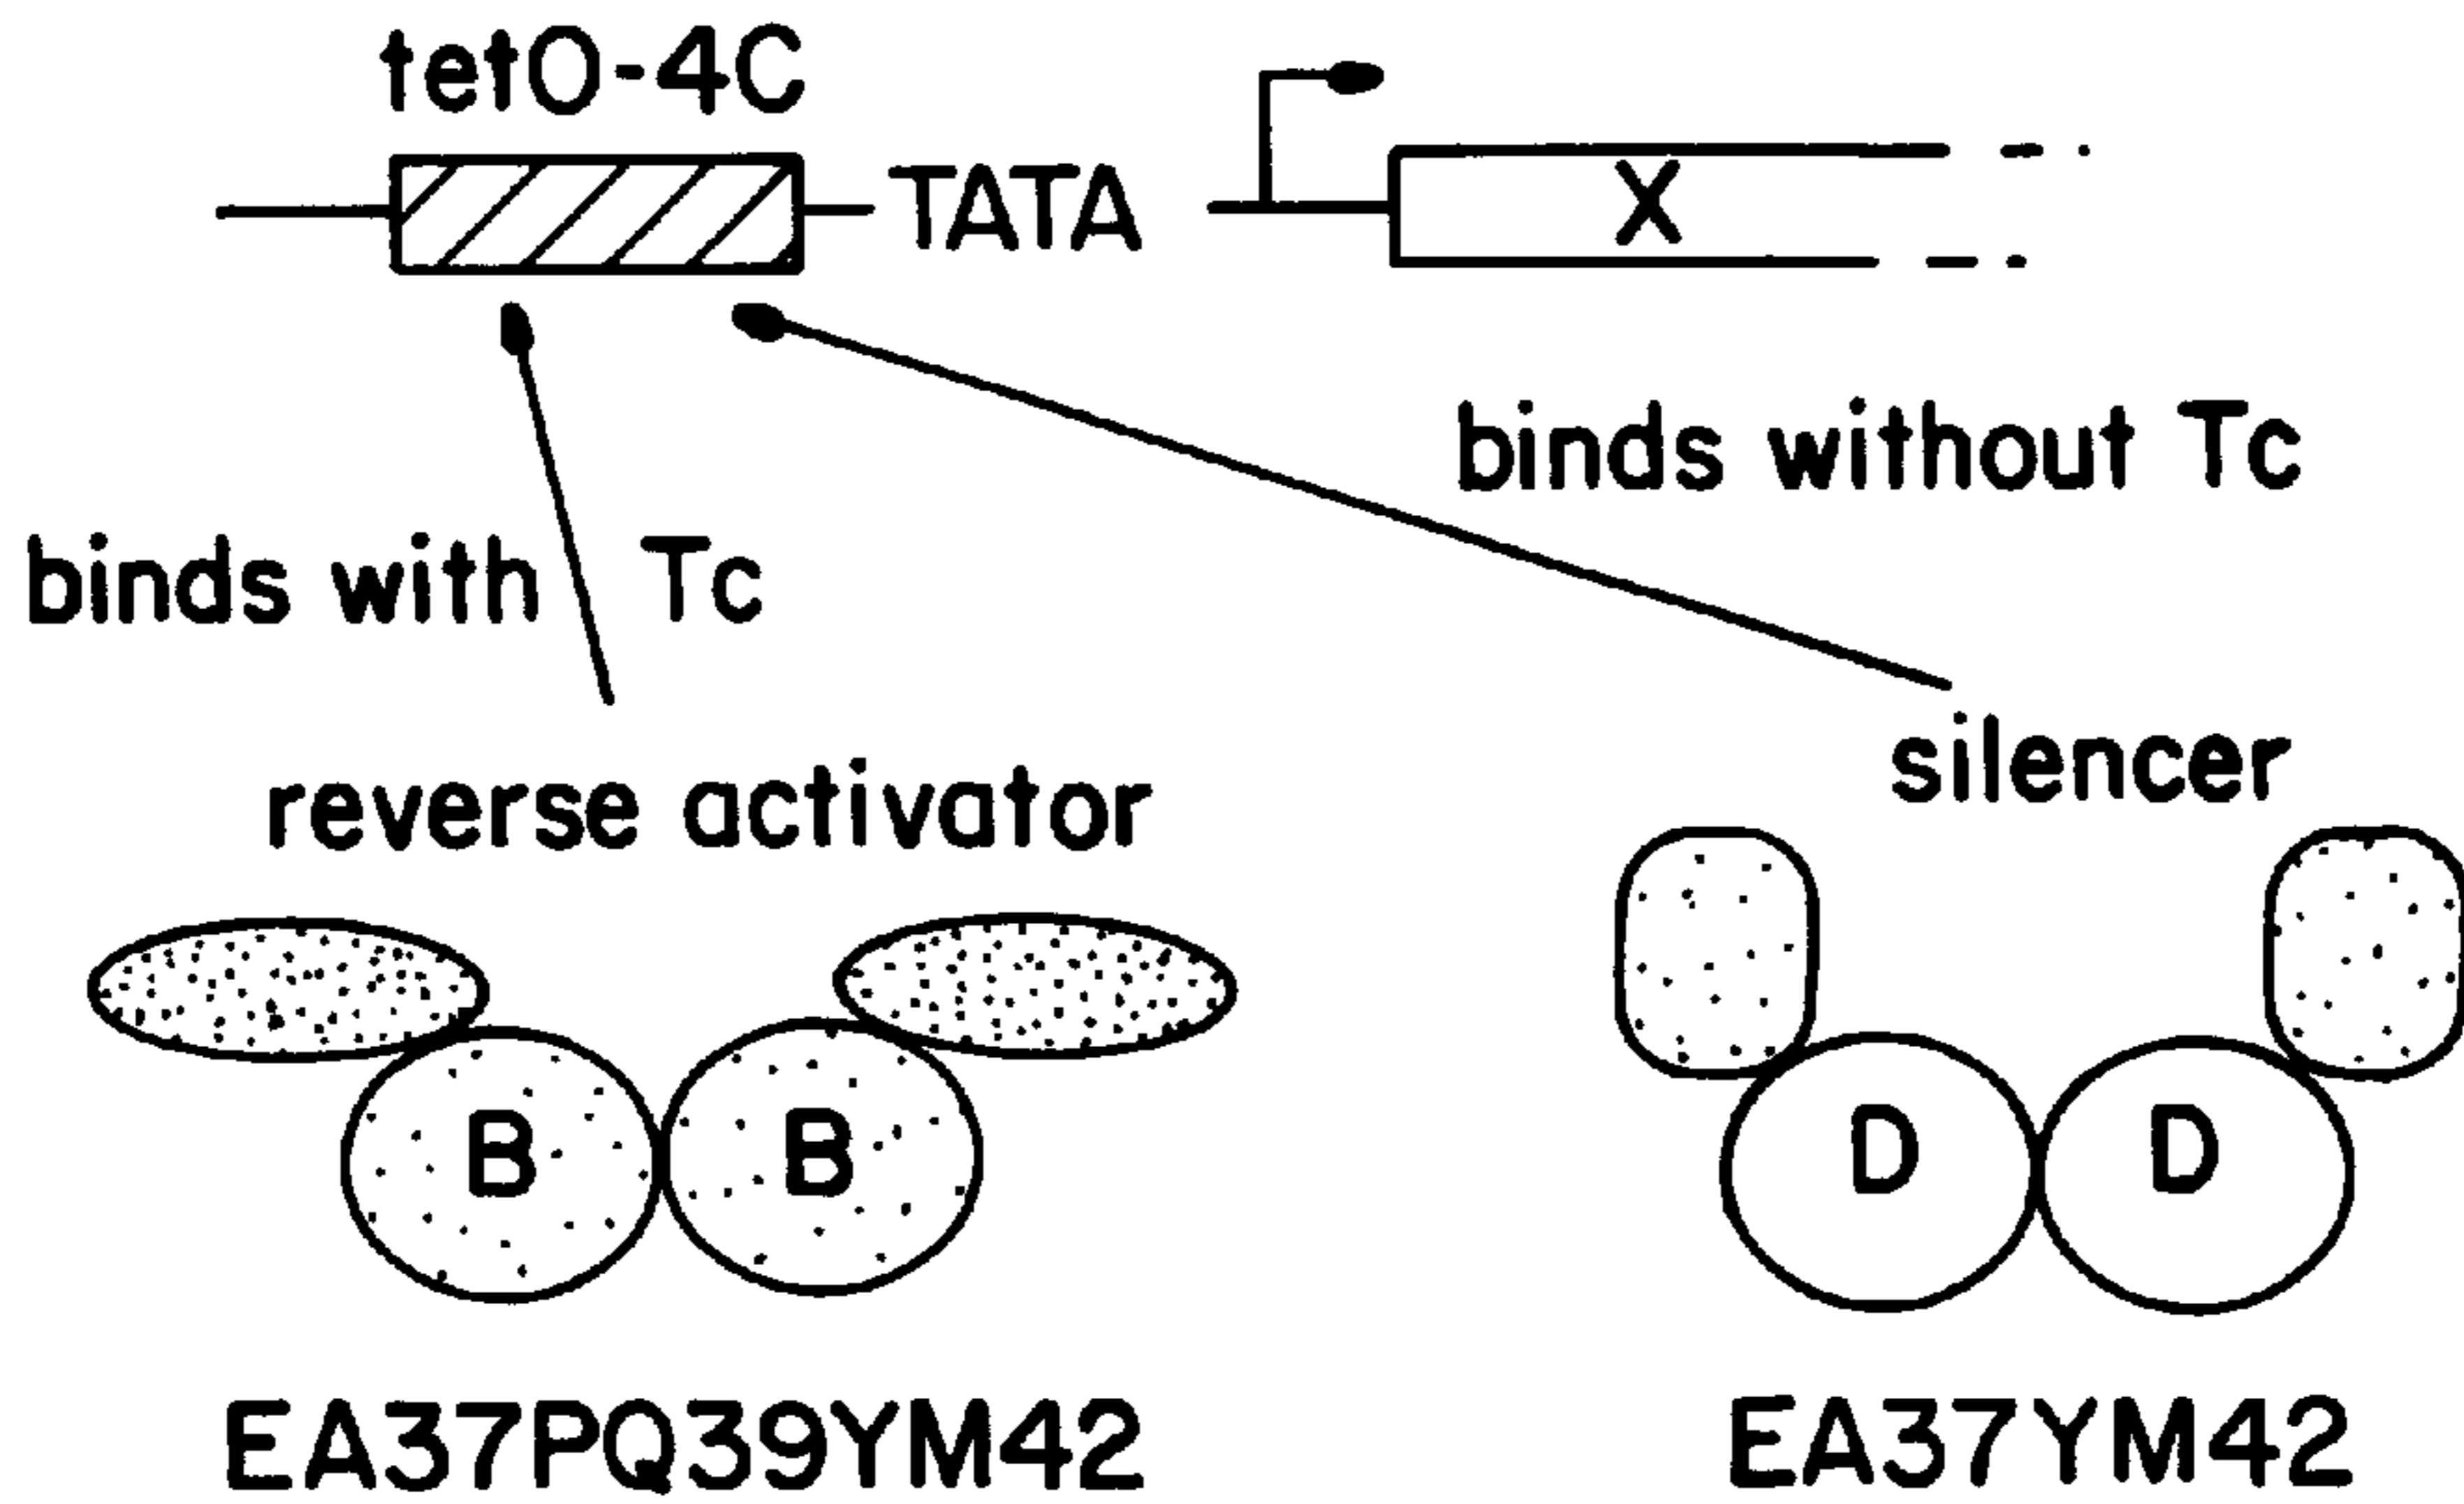 tetO-4C
TATA
X
binds without Tc
binds with Tc
silencer
reverse activator
B B
D D
EA37PQ39YM42
EA37YM42